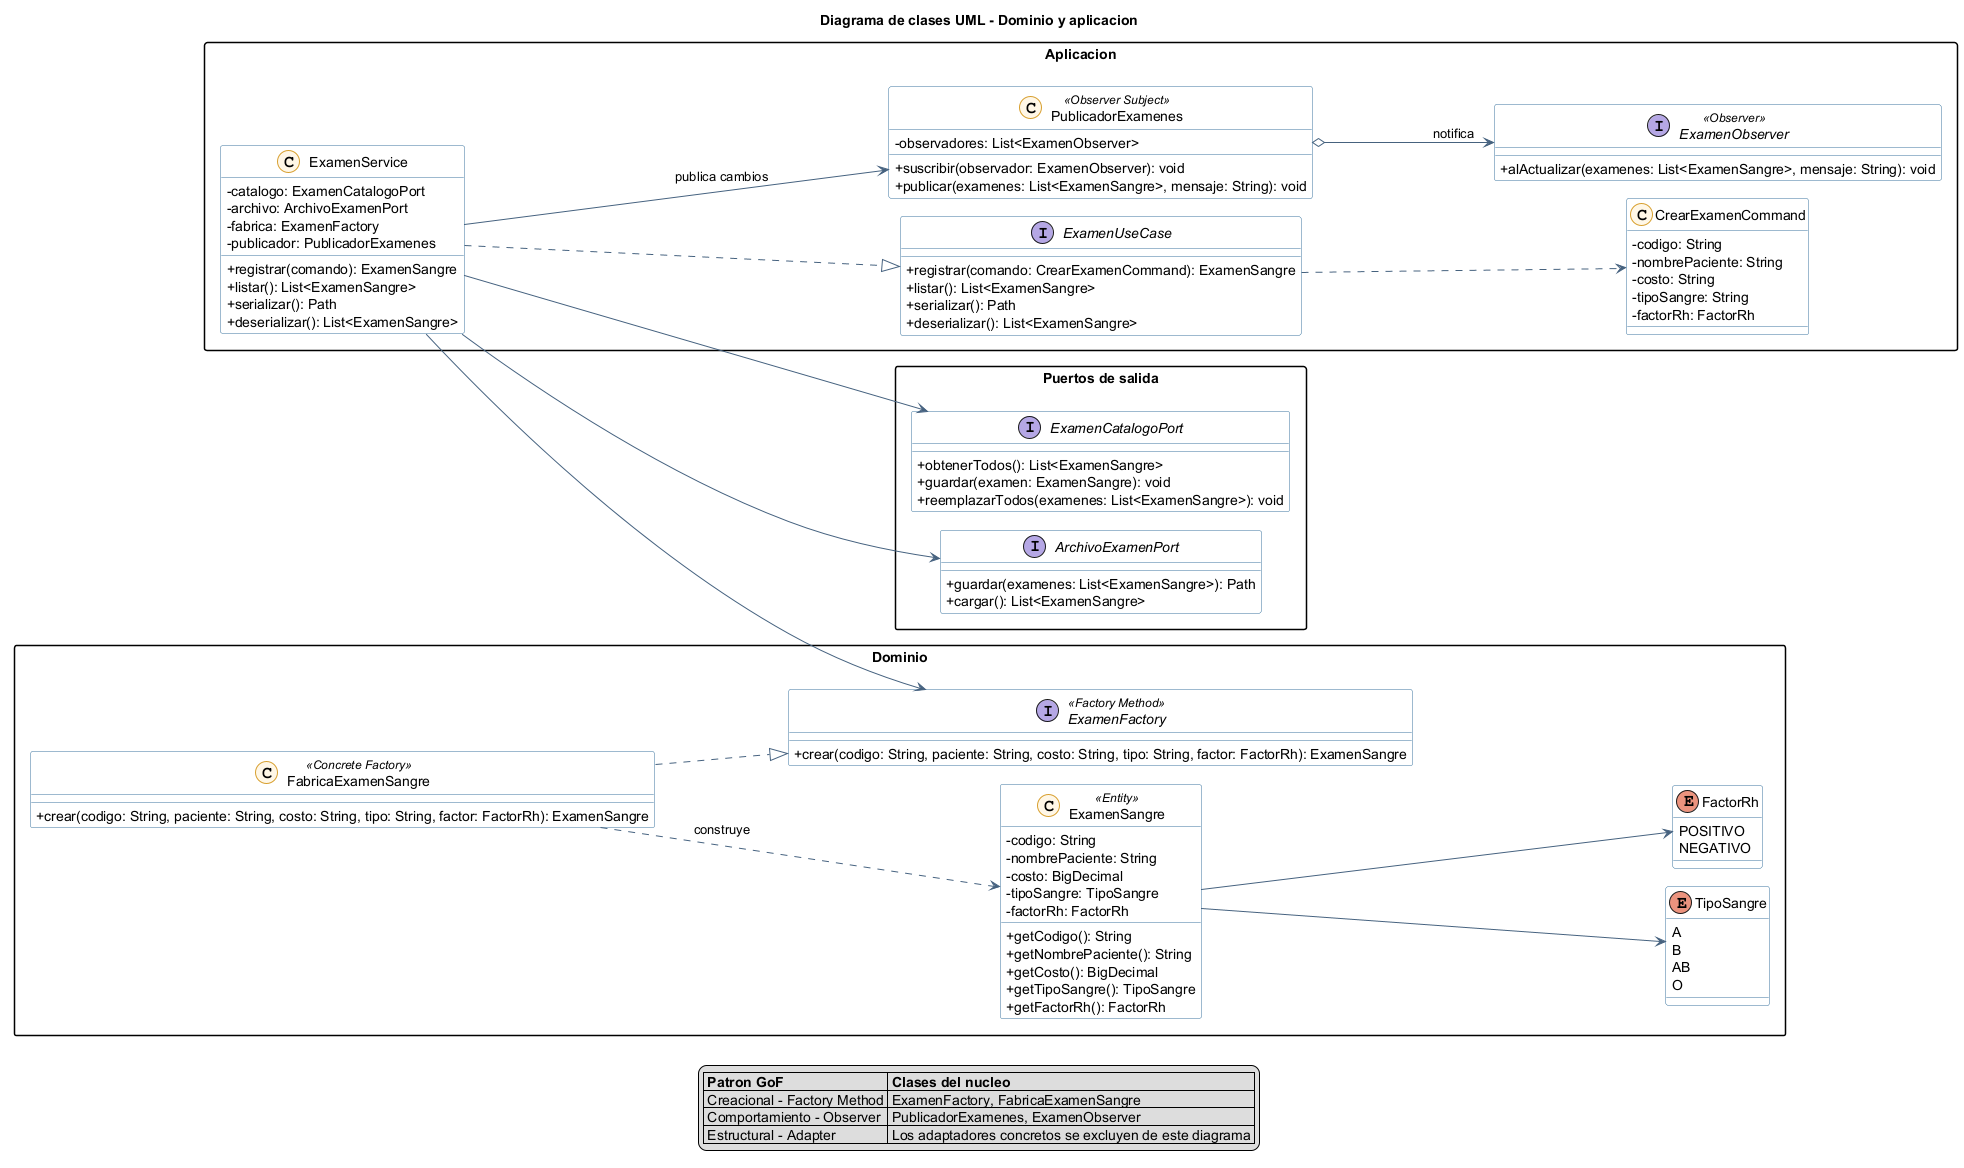 Diagrama de clases UML - Dominio y aplicacion
Aplicacion
C ExamenService
-catalogo: ExamenCatalogoPort
-archivo: ArchivoExamenPort
-fabrica: ExamenFactory
-publicador: PublicadorExamenes
+registrar(comando): ExamenSangre
+listar(): List<ExamenSangre>
+serializar(): Path
+deserializar(): List<ExamenSangre>
publica cambios
C «Observer Subject»
PublicadorExamenes
-observadores: List<ExamenObserver>
+suscribir(observador: ExamenObserver): void
+publicar(examenes: List<ExamenSangre>, mensaje: String): void
notifica
I «Observer»
ExamenObserver
+alActualizar(examenes: List<ExamenSangre>, mensaje: String): void
I ExamenUseCase
+registrar(comando: CrearExamenCommand): ExamenSangre
+listar(): List<ExamenSangre>
+serializar(): Path
+deserializar(): List<ExamenSangre>
C CrearExamenCommand
-codigo: String
-nombrePaciente: String
-costo: String
-tipoSangre: String
-factorRh: FactorRh
Puertos de salida
I ExamenCatalogoPort
+obtenerTodos(): List<ExamenSangre>
+guardar(examen: ExamenSangre): void
+reemplazarTodos(examenes: List<ExamenSangre>): void
I ArchivoExamenPort
+guardar(examenes: List<ExamenSangre>): Path
+cargar(): List<ExamenSangre>
Dominio
I «Factory Method»
ExamenFactory
+crear(codigo: String, paciente: String, costo: String, tipo: String, factor: FactorRh): ExamenSangre
C «Concrete Factory»
FabricaExamenSangre
+crear(codigo: String, paciente: String, costo: String, tipo: String, factor: FactorRh): ExamenSangre
construye
C «Entity»
ExamenSangre
-codigo: String
-nombrePaciente: String
-costo: BigDecimal
-tipoSangre: TipoSangre
-factorRh: FactorRh
+getCodigo(): String
+getNombrePaciente(): String
+getCosto(): BigDecimal
+getTipoSangre(): TipoSangre
+getFactorRh(): FactorRh
E FactorRh
POSITIVO
NEGATIVO
E TipoSangre
A
B
AB
O
Patron GoF Clases del nucleo
Creacional - Factory Method ExamenFactory, FabricaExamenSangre
Comportamiento - Observer PublicadorExamenes, ExamenObserver
Estructural - Adapter Los adaptadores concretos se excluyen de este diagrama